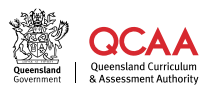 QCAA
Queensland
Government
Queensland Curriculum
& Assessment Authority